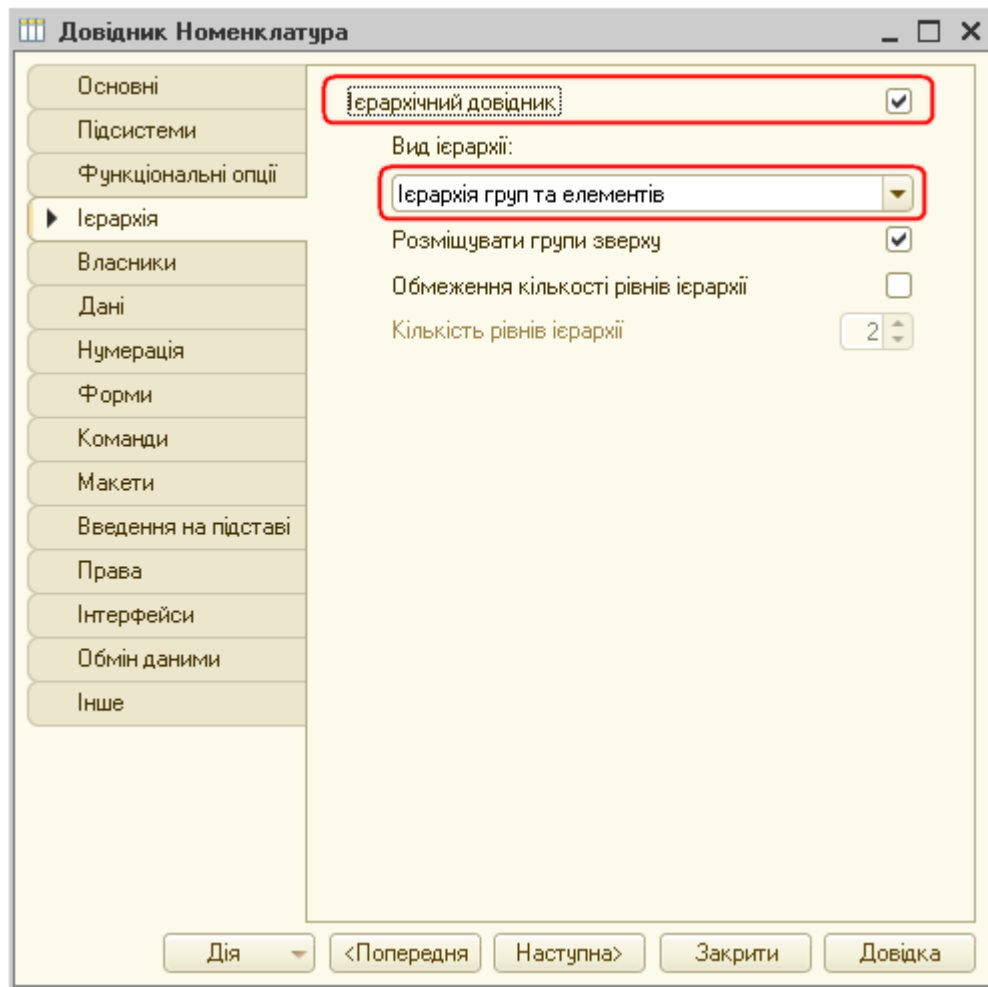 Довідник Номенклатура
Основні
Підсистеми
Функціональні опції
Ієрархія
Власники
Дані
Нумерація
Форми
Команди
Макети
Введення на підставі
Права
Інтерфейси
Обмін даними
Інше
Ієрархічний довідник
Вид ієрархії:
Ієрархія груп та елементів
Розміщувати групи зверху
Обмеження кількості рівнів ієрархії
Кількість рівнів ієрархії 2
Дія <Попередня Наступна> Закрити Довідка